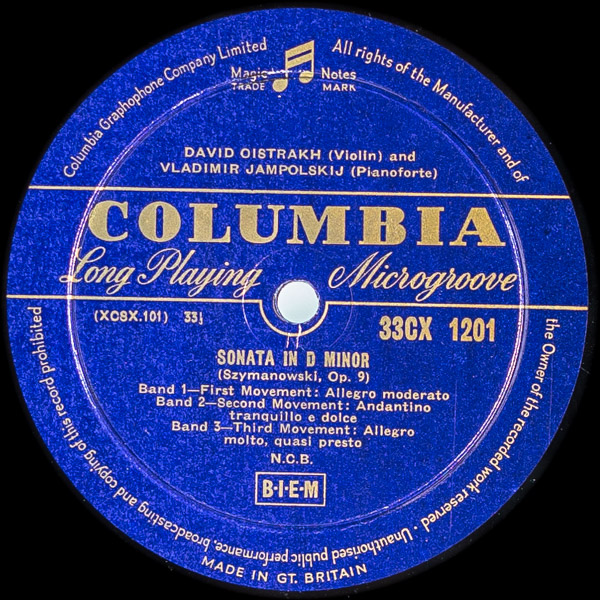 Columbia Graphophone Company Limited
All rights of the Manufacturer and of
the Owner of the recorded work reserved · Unauthorised public performance, broadcasting and copying of this record prohibited
Magic Notes
TRADE MARK
DAVID OISTRAKH (Violin) and
VLADIMIR JAMPOLSKIJ (Pianoforte)
COLUMBIA
Long Playing Microgroove
(XCSX.101) 33⅓
33CX 1201
SONATA IN D MINOR
(Szymanowski, Op. 9)
Band 1—First Movement: Allegro moderato
Band 2—Second Movement: Andantino
tranquillo e dolce
Band 3—Third Movement: Allegro
molto, quasi presto
N.C.B.
B·I·E·M
MADE IN GT. BRITAIN